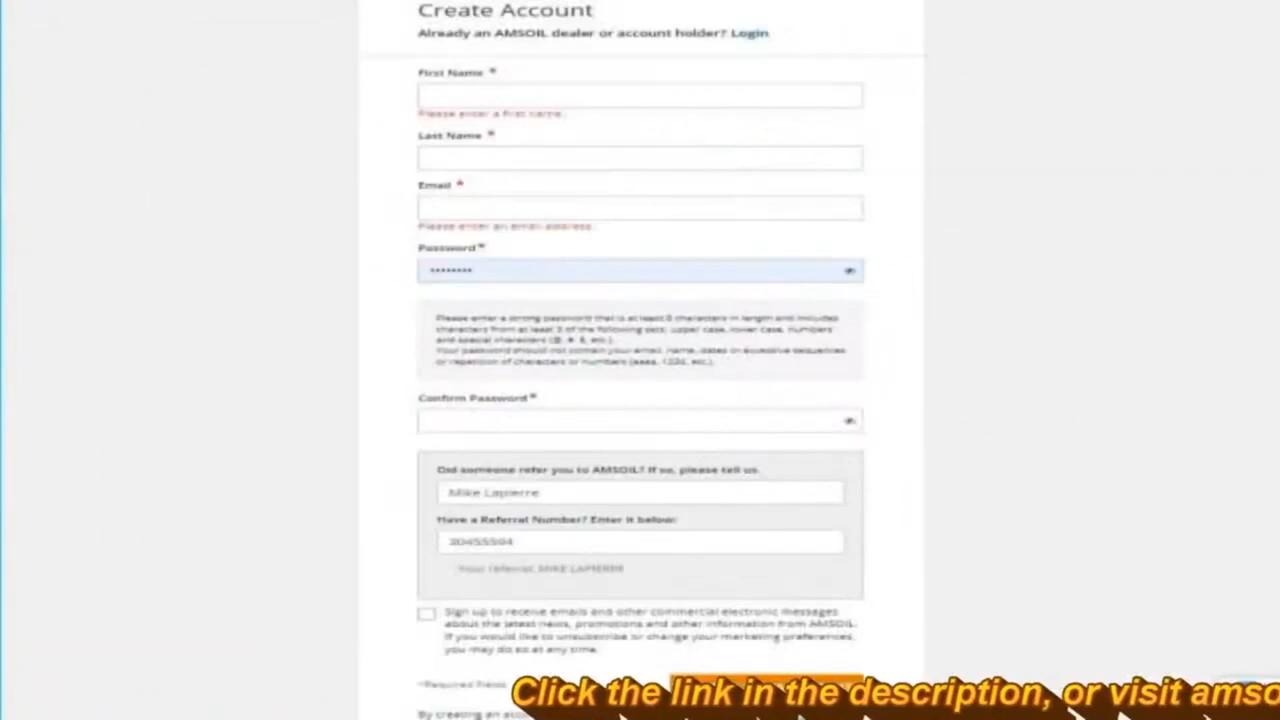 Create Account
Already an AMSOIL dealer or account holder? Login
First Name *
Please enter a first name.
Last Name *
Email *
Please enter an email address.
Password*
••••••••
Please enter a strong password that is at least 8 characters in length and includes
characters from at least 3 of the following sets: upper case, lower case, numbers
and special characters
Your password should not contain your email, name, dates or excessive sequences
or repetition of characters or numbers (aaaa, 1234, etc.).
Confirm Password*
Did someone refer you to AMSOIL? If so, please tell us.
Mike Lapierre
Have a Referral Number? Enter it below:
30455594
Your referral: MIKE LAPIERRE
Sign up to receive emails and other commercial electronic messages
about the latest news, promotions and other information from AMSOIL.
If you would like to unsubscribe or change your marketing preferences,
you may do so at any time.
*Required Fields
Click the link in the description, or visit amso
By creating an acco